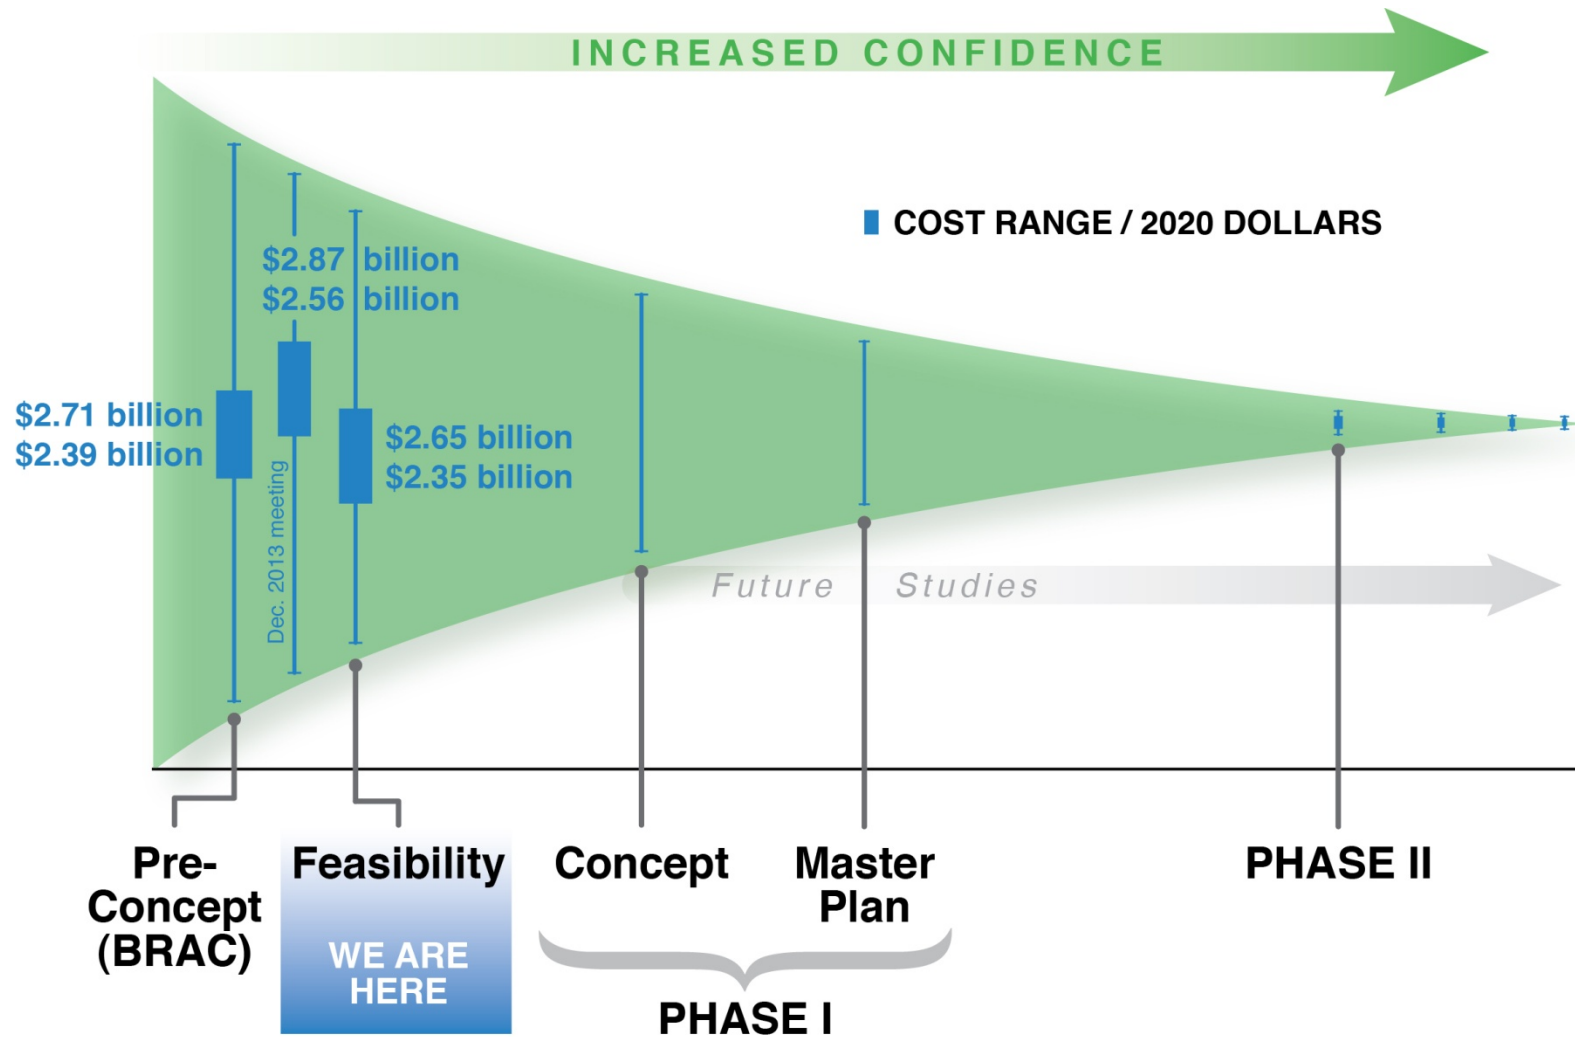 INCREASED CONFIDENCE
COST RANGE / 2020 DOLLARS
$2.87 billion
$2.56 billion
$2.71 billion
$2.39 billion
$2.65 billion
$2.35 billion
Dec. 2013 meeting
Future Studies
Pre-
Concept
(BRAC)
Feasibility
WE ARE
HERE
Concept
Master
Plan
PHASE I
PHASE II